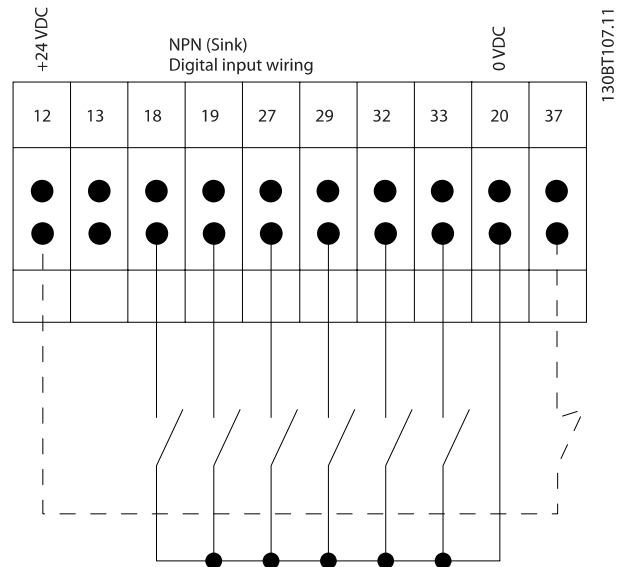 +24 VDC
NPN (Sink)
Digital input wiring
0 VDC
130BT107.11
12 13 18 19 27 29 32 33 20 37